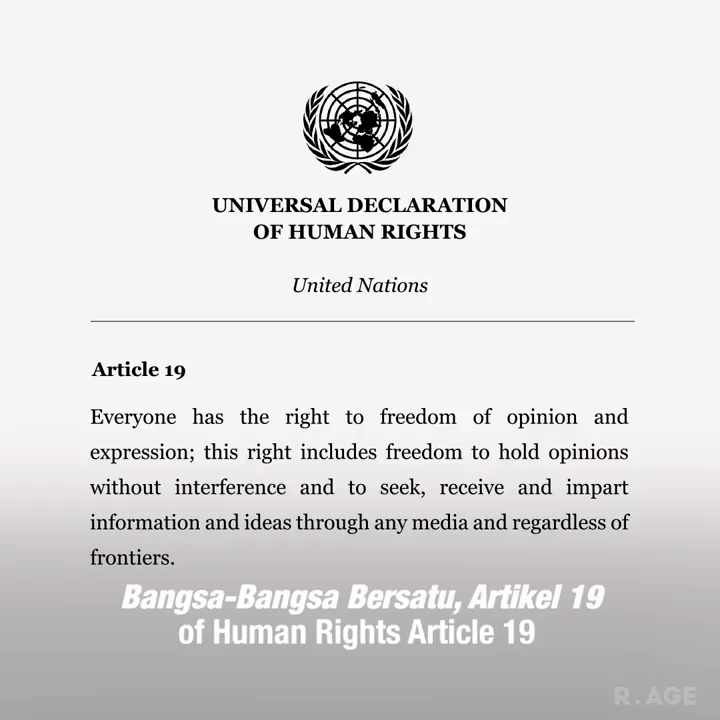 UNIVERSAL DECLARATION
OF HUMAN RIGHTS
United Nations
Article 19
Everyone has the right to freedom of opinion and
expression; this right includes freedom to hold opinions
without interference and to seek, receive and impart
information and ideas through any media and regardless of
frontiers.
Bangsa-Bangsa Bersatu, Artikel 19
of Human Rights Article 19
R.AGE